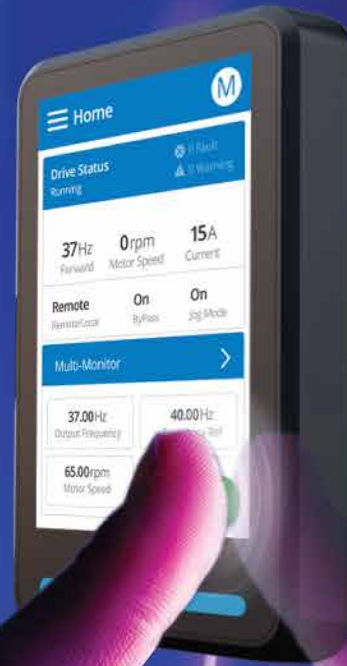 Home
M
Drive Status
Running
0 Fault
0 Warning
37Hz 0rpm 15A
Forward Motor Speed Current
Remote On On
Remote/Local ByPass Jog Mode
Multi-Monitor
37.00Hz 40.00Hz
Output Frequency Ref
65.00rpm
Motor Speed